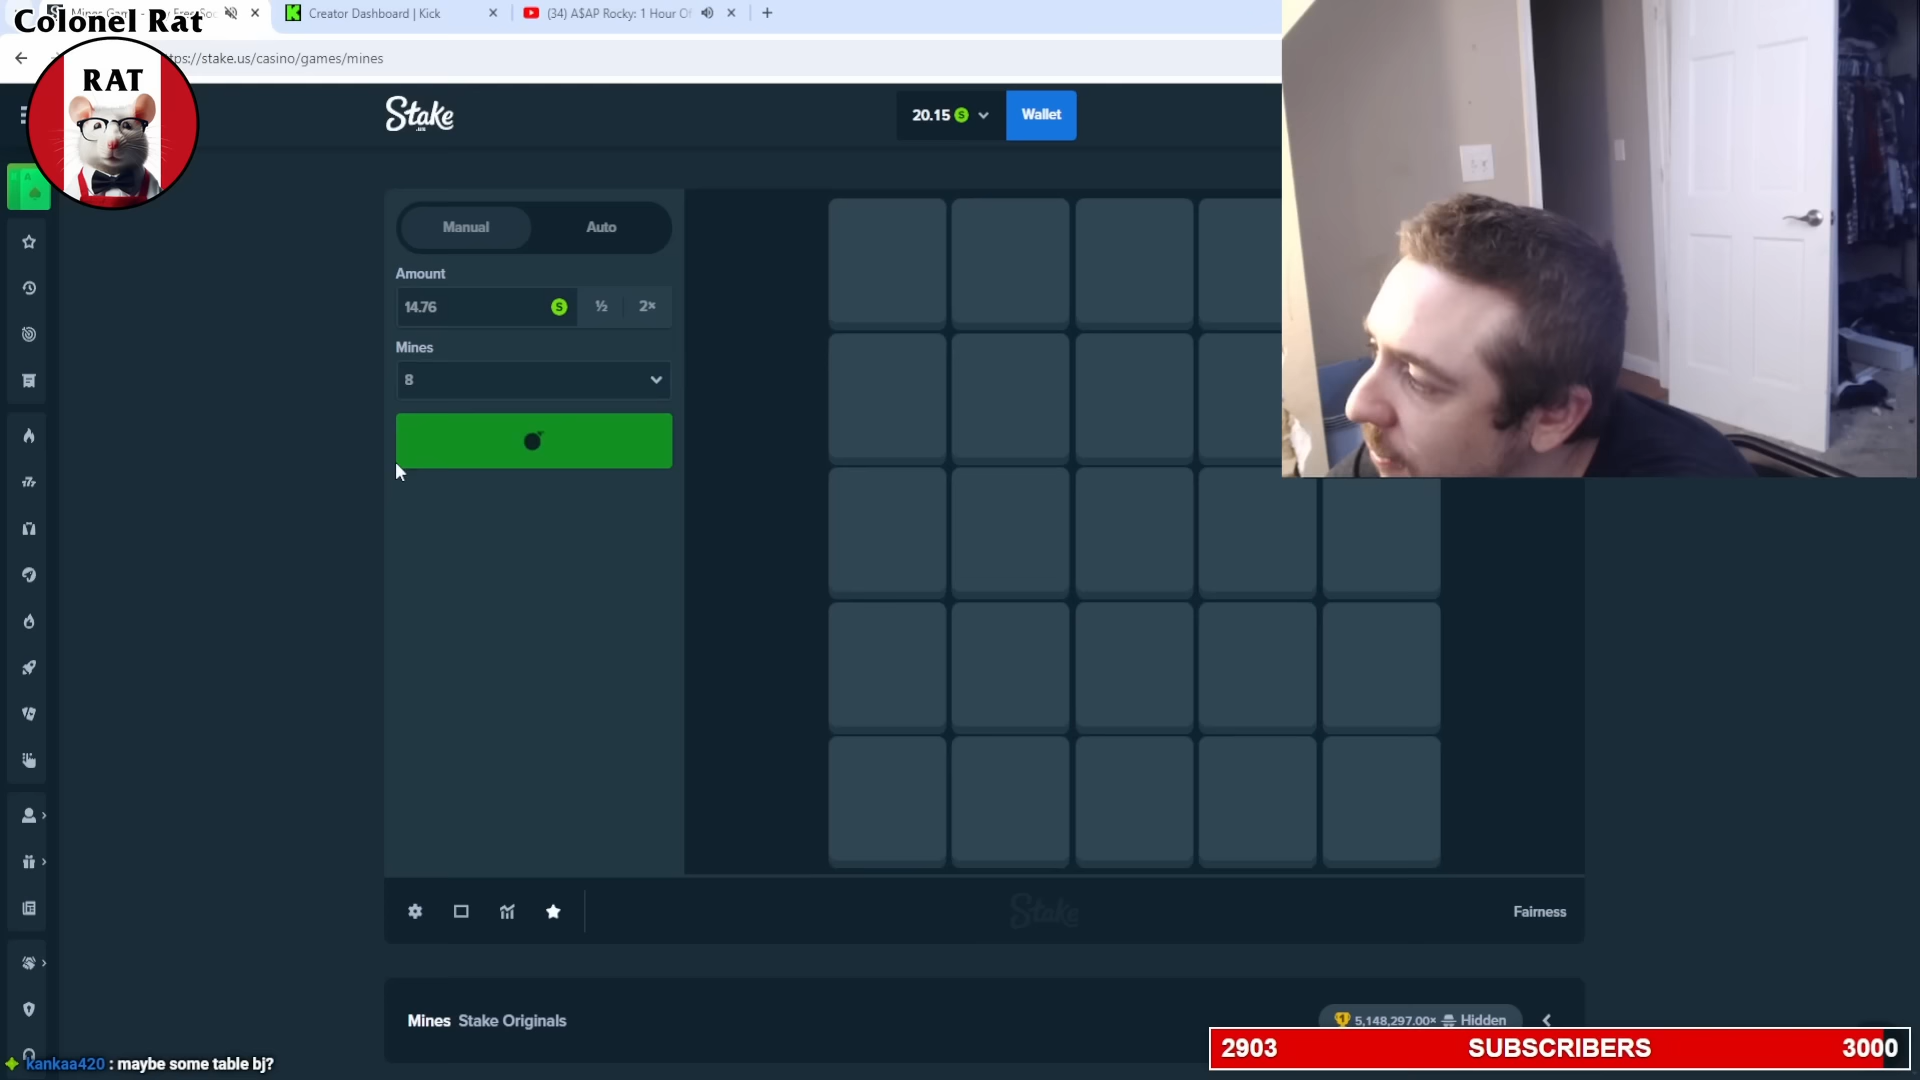 Colonel Rat
Creator Dashboard | Kick
(34) A$AP Rocky: 1 Hour Of
tps://stake.us/casino/games/mines
RAT
Stake
20.15
Wallet
Manual
Auto
Amount
14.76
½
2×
Mines
8
Stake
Fairness
Mines Stake Originals
5,148,297.00× Hidden
2903 SUBSCRIBERS 3000
kankaa420 : maybe some table bj?